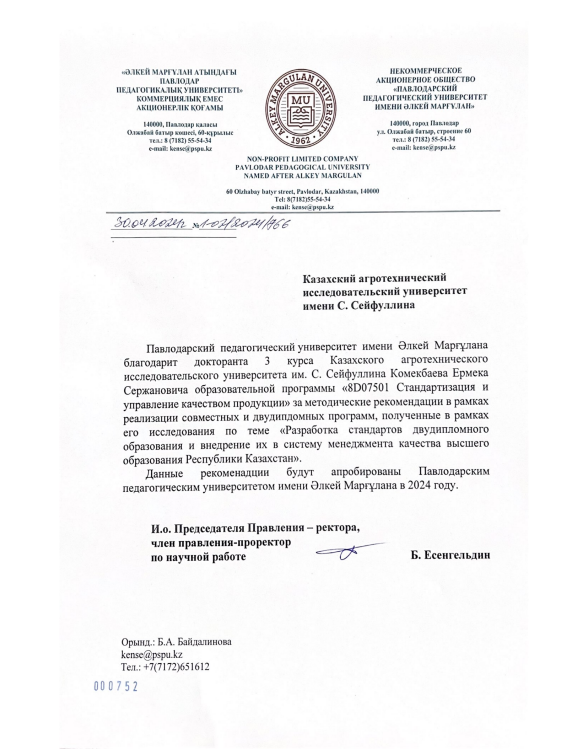 «ӘЛКЕЙ МАРҒҰЛАН АТЫНДАҒЫ
ПАВЛОДАР
ПЕДАГОГИКАЛЫҚ УНИВЕРСИТЕТІ»
КОММЕРЦИЯЛЫҚ ЕМЕС
АКЦИОНЕРЛІК ҚОҒАМЫ
140000, Павлодар қаласы
Олжабай батыр көшесі, 60-құрылыс
тел.: 8 (7182) 55-54-34
e-mail: kense@pspu.kz
ALKEY MARGULAN UNIVERSITY
MU
• 1962 •
НЕКОММЕРЧЕСКОЕ
АКЦИОНЕРНОЕ ОБЩЕСТВО
«ПАВЛОДАРСКИЙ
ПЕДАГОГИЧЕСКИЙ УНИВЕРСИТЕТ
ИМЕНИ ӘЛКЕЙ МАРҒҰЛАН»
140000, город Павлодар
ул. Олжабай батыр, строение 60
тел.: 8 (7182) 55-54-34
e-mail: kense@pspu.kz
NON-PROFIT LIMITED COMPANY
PAVLODAR PEDAGOGICAL UNIVERSITY
NAMED AFTER ALKEY MARGULAN
60 Olzhabay batyr street, Pavlodar, Kazakhstan, 140000
Tel: 8(7182)55-54-34
e-mail: kense@pspu.kz
30.04.2024г. № 1-02/2024/766
Казахский агротехнический
исследовательский университет
имени С. Сейфуллина
Павлодарский педагогический университет имени Әлкей Марғұлана
благодарит докторанта 3 курса Казахского агротехнического
исследовательского университета им. С. Сейфуллина Комекбаева Ермека
Сержановича образовательной программы «8D07501 Стандартизация и
управление качеством продукции» за методические рекомендации в рамках
реализации совместных и двудипдомных программ, полученные в рамках
его исследования по теме «Разработка стандартов двудипломного
образования и внедрение их в систему менеджмента качества высшего
образования Республики Казахстан».
Данные рекоменадции будут апробированы Павлодарским
педагогическим университетом имени Әлкей Марғұлана в 2024 году.
И.о. Председателя Правления – ректора,
член правления-проректор
по научной работе Б. Есенгельдин
Орынд.: Б.А. Байдалинова
kense@pspu.kz
Тел.: +7(7172)651612
000752